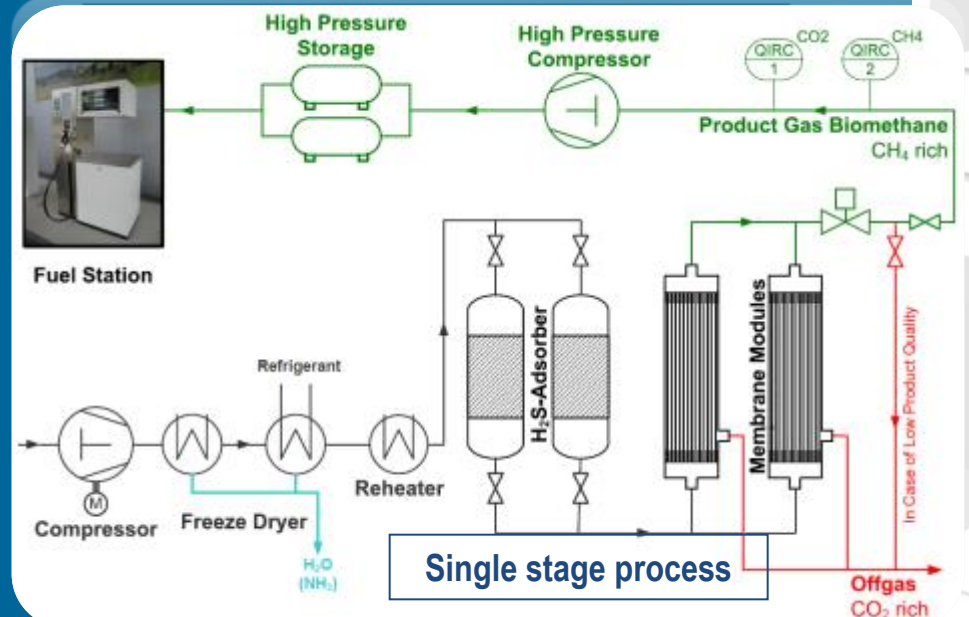 High Pressure
Storage
High Pressure
Compressor
QIRC
1
CO2
QIRC
2
CH4
Product Gas Biomethane
CH₄ rich
Fuel Station
Refrigerant
H₂S-Adsorber
Membrane Modules
In Case of Low Product Quality
M
Compressor
Freeze Dryer
Reheater
H₂O
(NH₃)
Single stage process
Offgas
CO₂ rich